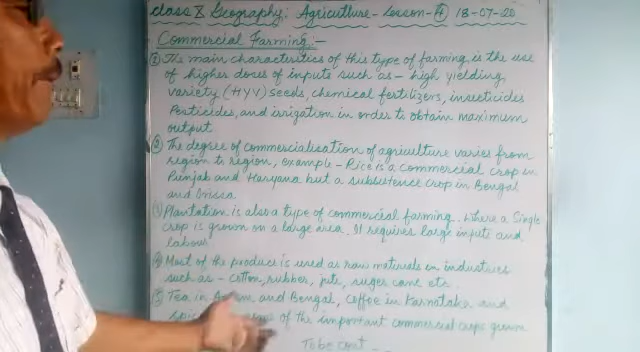 class X Geography: Agriculture - Lesson - 4 18-07-20
Commercial Farming :-
① The main characteristics of this type of farming is the use
of higher doses of inputs such as - high yielding
variety (HYV) seeds, chemical fertilizers, insecticides
Pesticides, and irrigation in order to obtain maximum
output.
② The degree of commercialisation of agriculture varies from
region to region, example - Rice is a commercial crop in
Punjab and Haryana but a subsistence crop in Bengal
and Orissa.
Plantation is also a type of commercial farming. Where a Single
crop is grown on a large area. It requires large inputs and
labour
Most of the produce is used as raw materials in industries
such as - cotton, rubber, jute, sugar cane etc.
⑤ Tea in Assam, and Bengal, coffee in Karnataka and
of the important commercial crops grown
To be cont - -